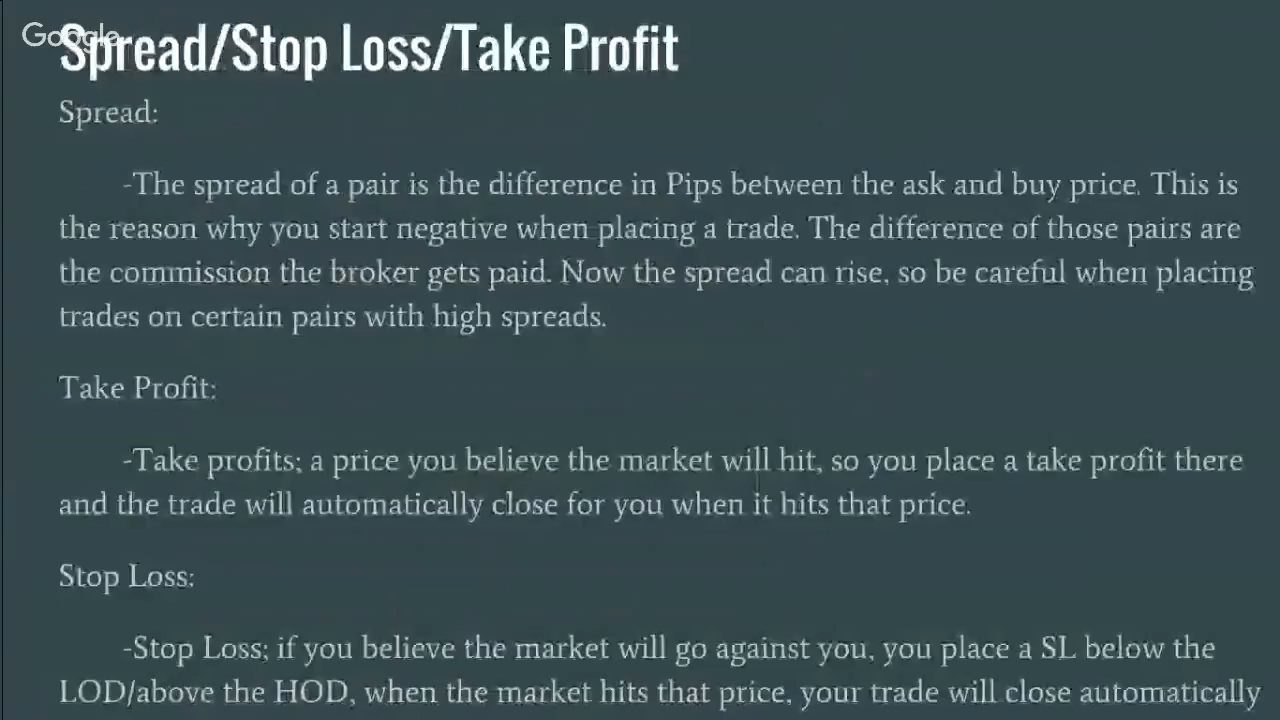 Google
Spread/Stop Loss/Take Profit
Spread:
-The spread of a pair is the difference in Pips between the ask and buy price. This is
the reason why you start negative when placing a trade. The difference of those pairs are
the commission the broker gets paid. Now the spread can rise, so be careful when placing
trades on certain pairs with high spreads.
Take Profit:
-Take profits; a price you believe the market will hit, so you place a take profit there
and the trade will automatically close for you when it hits that price.
Stop Loss:
-Stop Loss; if you believe the market will go against you, you place a SL below the
LOD/above the HOD, when the market hits that price, your trade will close automatically